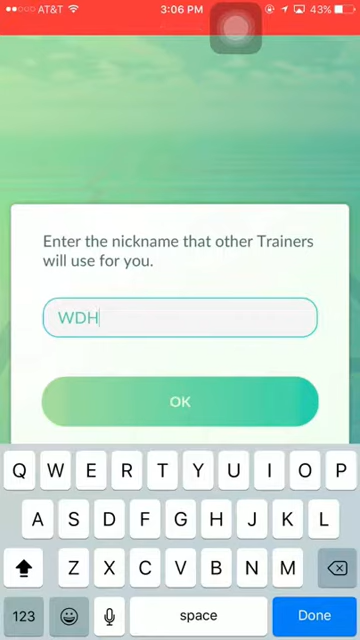 AT&T 3:06 PM 43%
Enter the nickname that other Trainers
will use for you.
WDH
OK
Q W E R T Y U I O P
A S D F G H J K L
Z X C V B N M
123 space Done